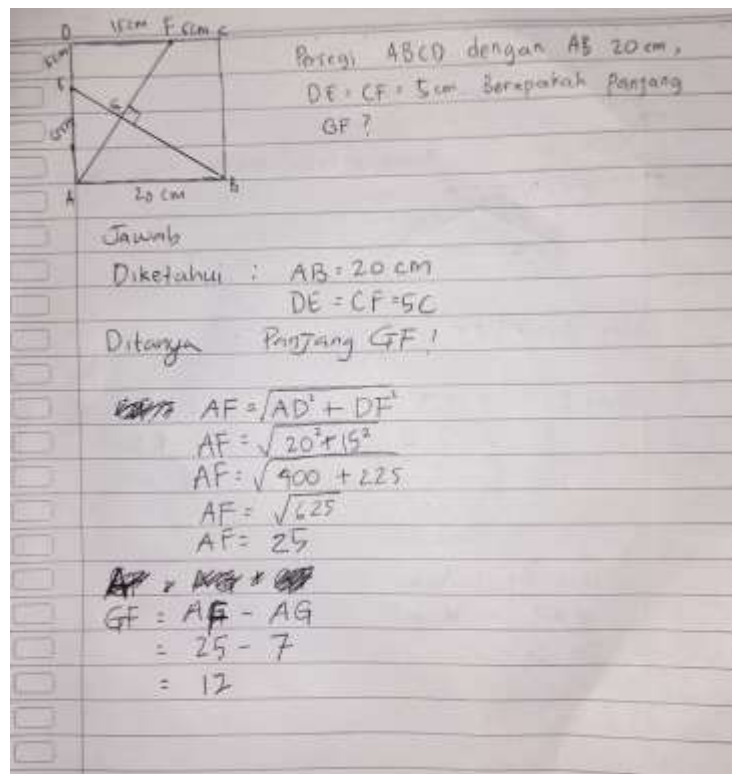 D 15cm F 5cm C
5cm
E
G
15cm
A 20 cm B
Persegi ABCD dengan AB 20 cm,
DE = CF = 5 cm Berapakah Panjang
GF ?
Jawab
Diketahui : AB = 20 cm
DE = CF = 5C
Ditanya Panjang GF !
AF = √AD² + DF²
AF = √20² + 15²
AF = √400 + 225
AF = √625
AF = 25
GF = AF - AG
= 25 - 7
= 12